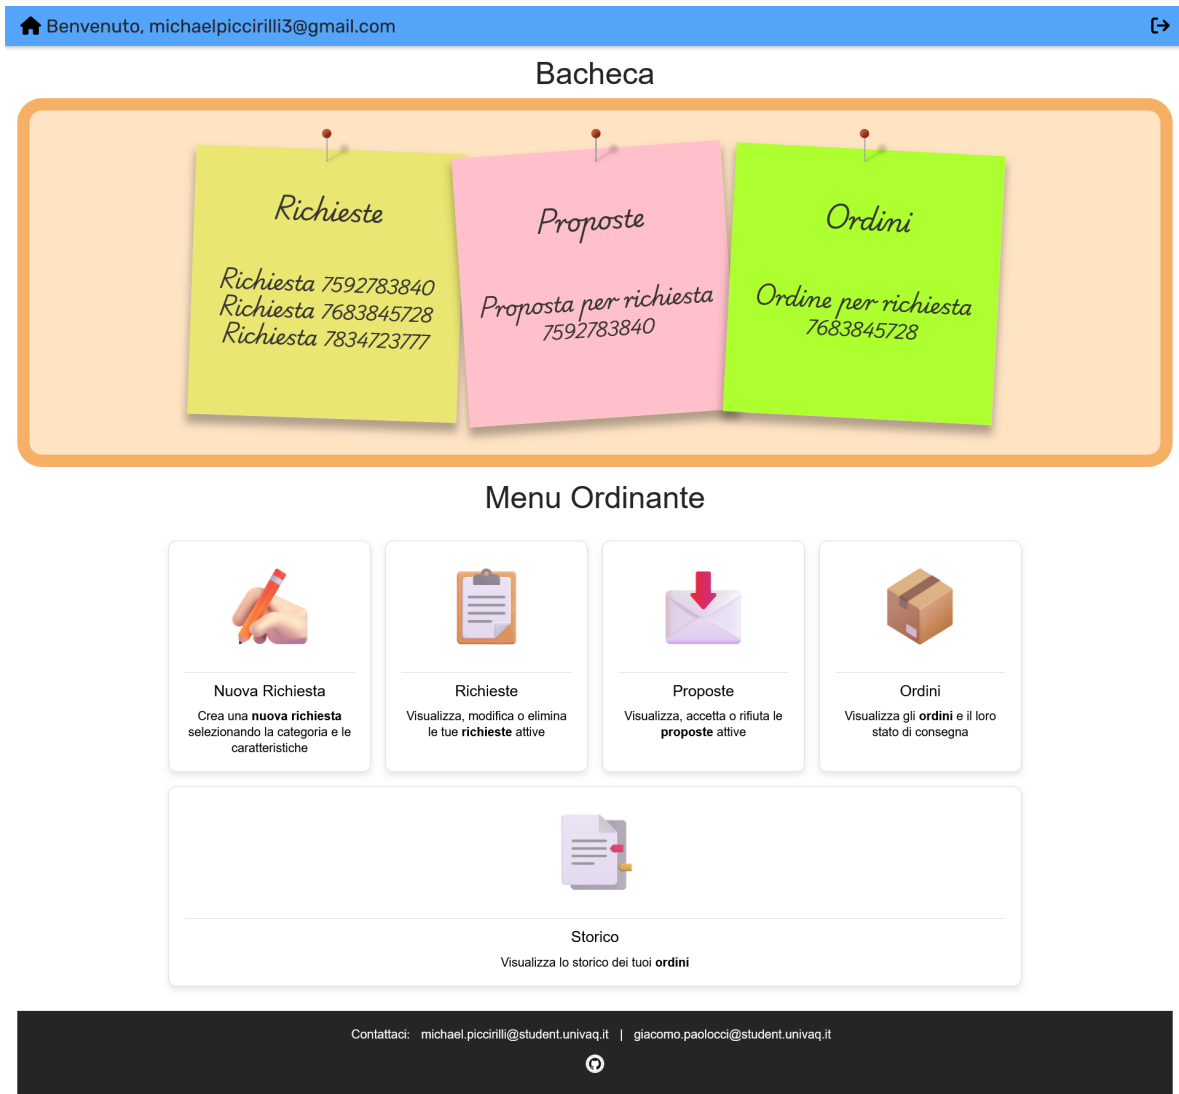 Benvenuto, michaelpiccirilli3@gmail.com
Bacheca
Richieste
Richiesta 7592783840
Richiesta 7683845728
Richiesta 7834723777
Proposte
Proposta per richiesta
7592783840
Ordini
Ordine per richiesta
7683845728
Menu Ordinante
Nuova Richiesta
Crea una nuova richiesta
selezionando la categoria e le
caratteristiche
Richieste
Visualizza, modifica o elimina
le tue richieste attive
Proposte
Visualizza, accetta o rifiuta le
proposte attive
Ordini
Visualizza gli ordini e il loro
stato di consegna
Storico
Visualizza lo storico dei tuoi ordini
Contattaci: michael.piccirilli@student.univaq.it | giacomo.paolocci@student.univaq.it